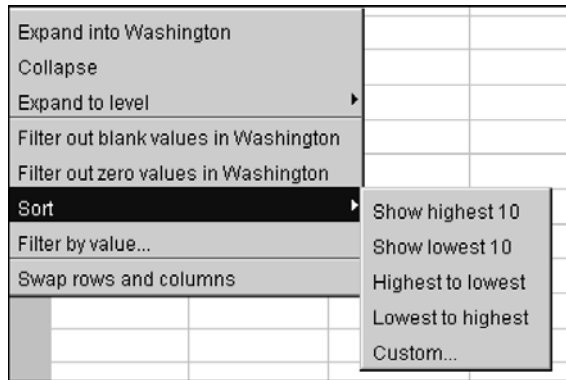 Expand into Washington
Collapse
Expand to level
Filter out blank values in Washington
Filter out zero values in Washington
Sort
Filter by value...
Swap rows and columns
Show highest 10
Show lowest 10
Highest to lowest
Lowest to highest
Custom...